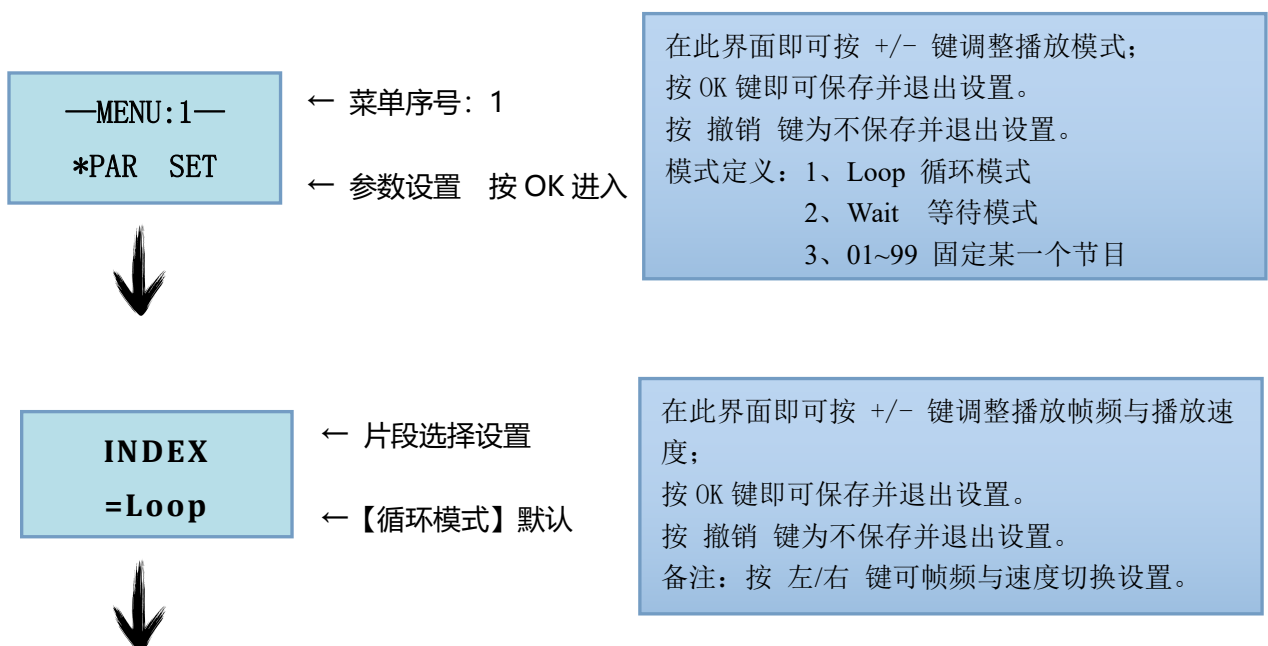 —MENU:1—
*PAR SET
← 菜单序号：1
← 参数设置 按 OK 进入
在此界面即可按 +/- 键调整播放模式；
按 OK 键即可保存并退出设置。
按 撤销 键为不保存并退出设置。
模式定义：1、Loop 循环模式
2、Wait 等待模式
3、01~99 固定某一个节目
INDEX
=Loop
← 片段选择设置
←【循环模式】默认
在此界面即可按 +/- 键调整播放帧频与播放速
度；
按 OK 键即可保存并退出设置。
按 撤销 键为不保存并退出设置。
备注：按 左/右 键可帧频与速度切换设置。